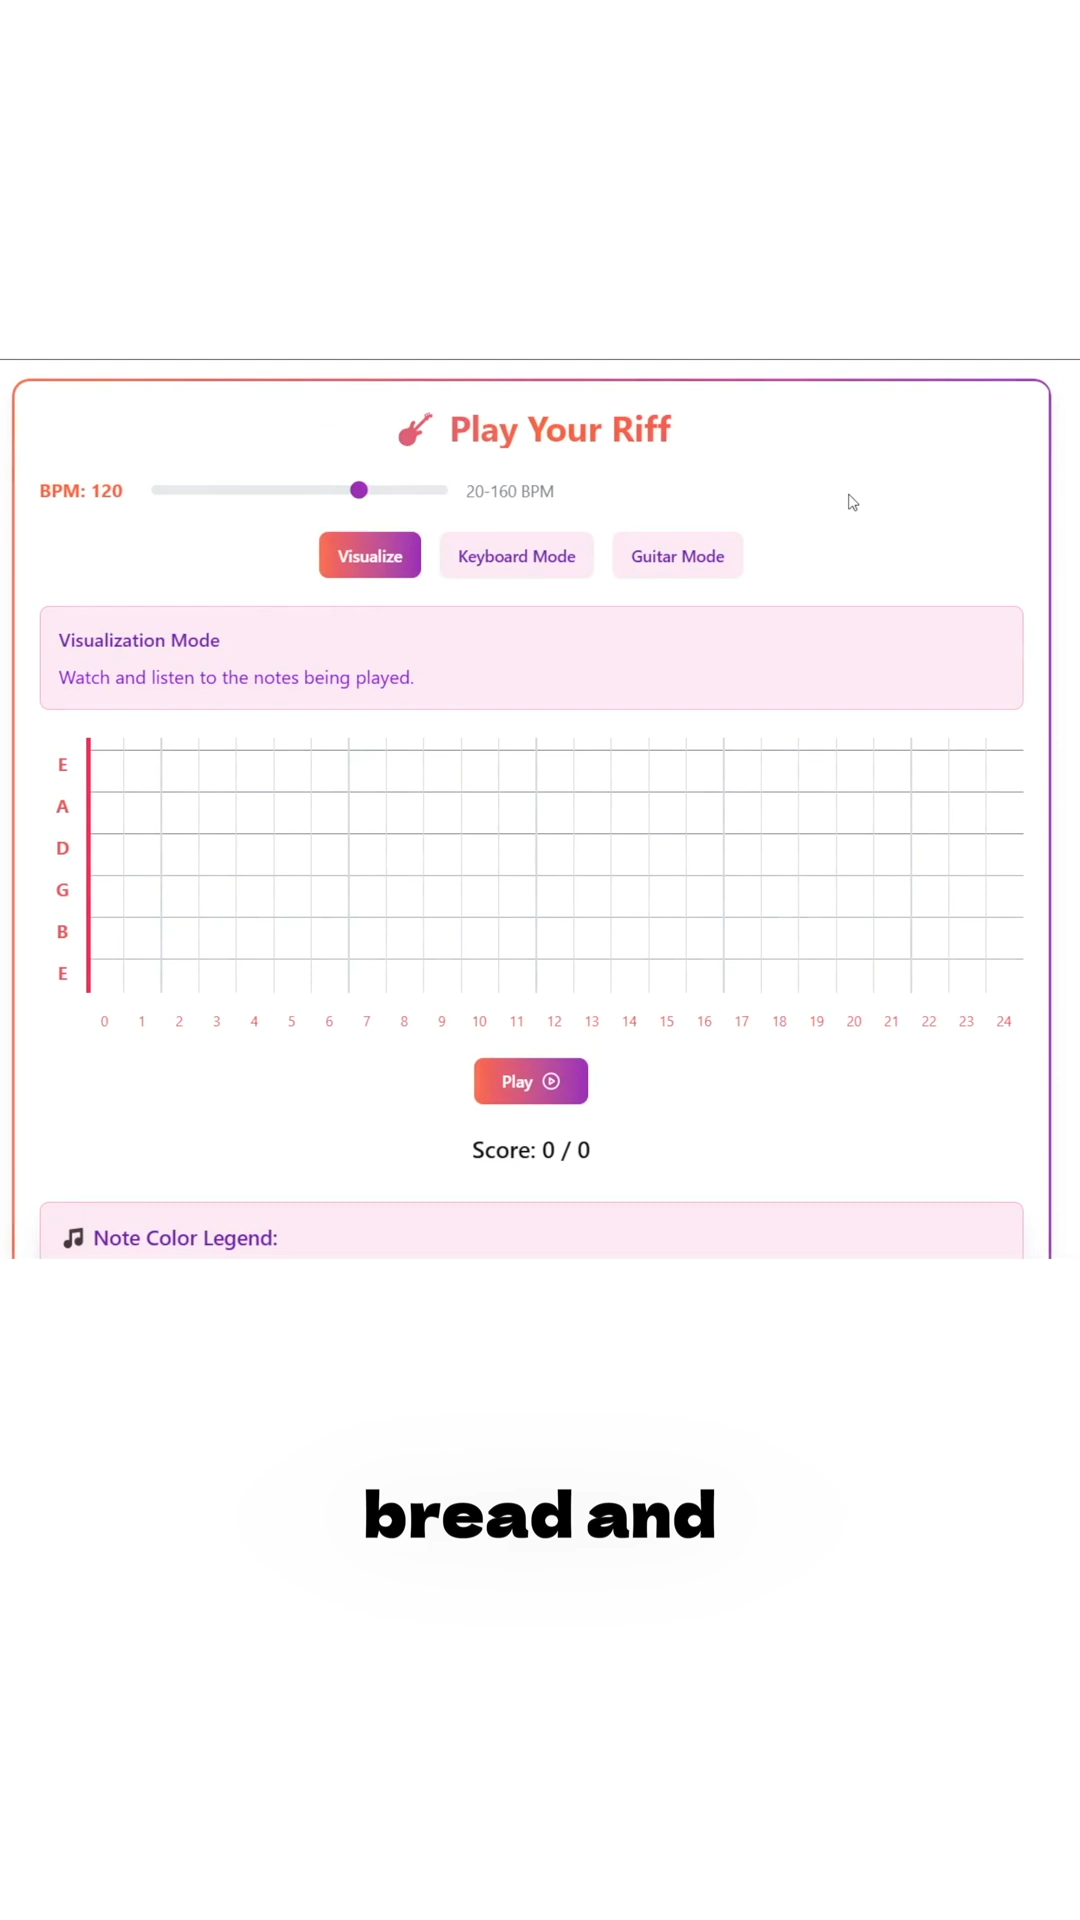 Play Your Riff
BPM: 120
20-160 BPM
Visualize
Keyboard Mode
Guitar Mode
Visualization Mode
Watch and listen to the notes being played.
E
A
D
G
B
E
0 1 2 3 4 5 6 7 8 9 10 11 12 13 14 15 16 17 18 19 20 21 22 23 24
Play
Score: 0 / 0
Note Color Legend:
bread and